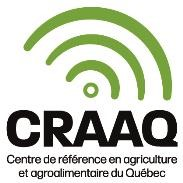 CRAAQ
Centre de référence en agriculture
et agroalimentaire du Québec